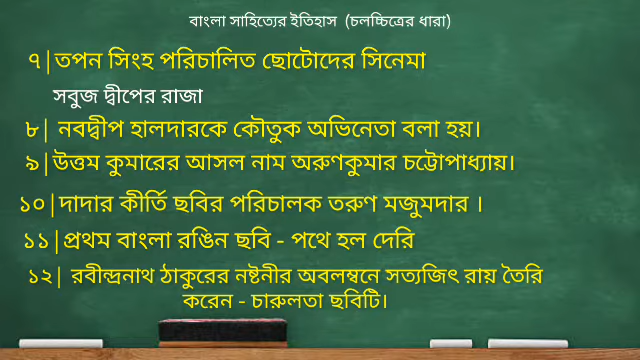 বাংলা সাহিত্যের ইতিহাস (চলচ্চিত্রের ধারা)
৭|তপন সিংহ পরিচালিত ছোটোদের সিনেমা
সবুজ দ্বীপের রাজা
৮| নবদ্বীপ হালদারকে কৌতুক অভিনেতা বলা হয়।
৯|উত্তম কুমারের আসল নাম অরুণকুমার চট্টোপাধ্যায়।
১০|দাদার কীর্তি ছবির পরিচালক তরুণ মজুমদার ।
১১|প্রথম বাংলা রঙিন ছবি - পথে হল দেরি
১২| রবীন্দ্রনাথ ঠাকুরের নষ্টনীর অবলম্বনে সত্যজিৎ রায় তৈরি
করেন - চারুলতা ছবিটি।